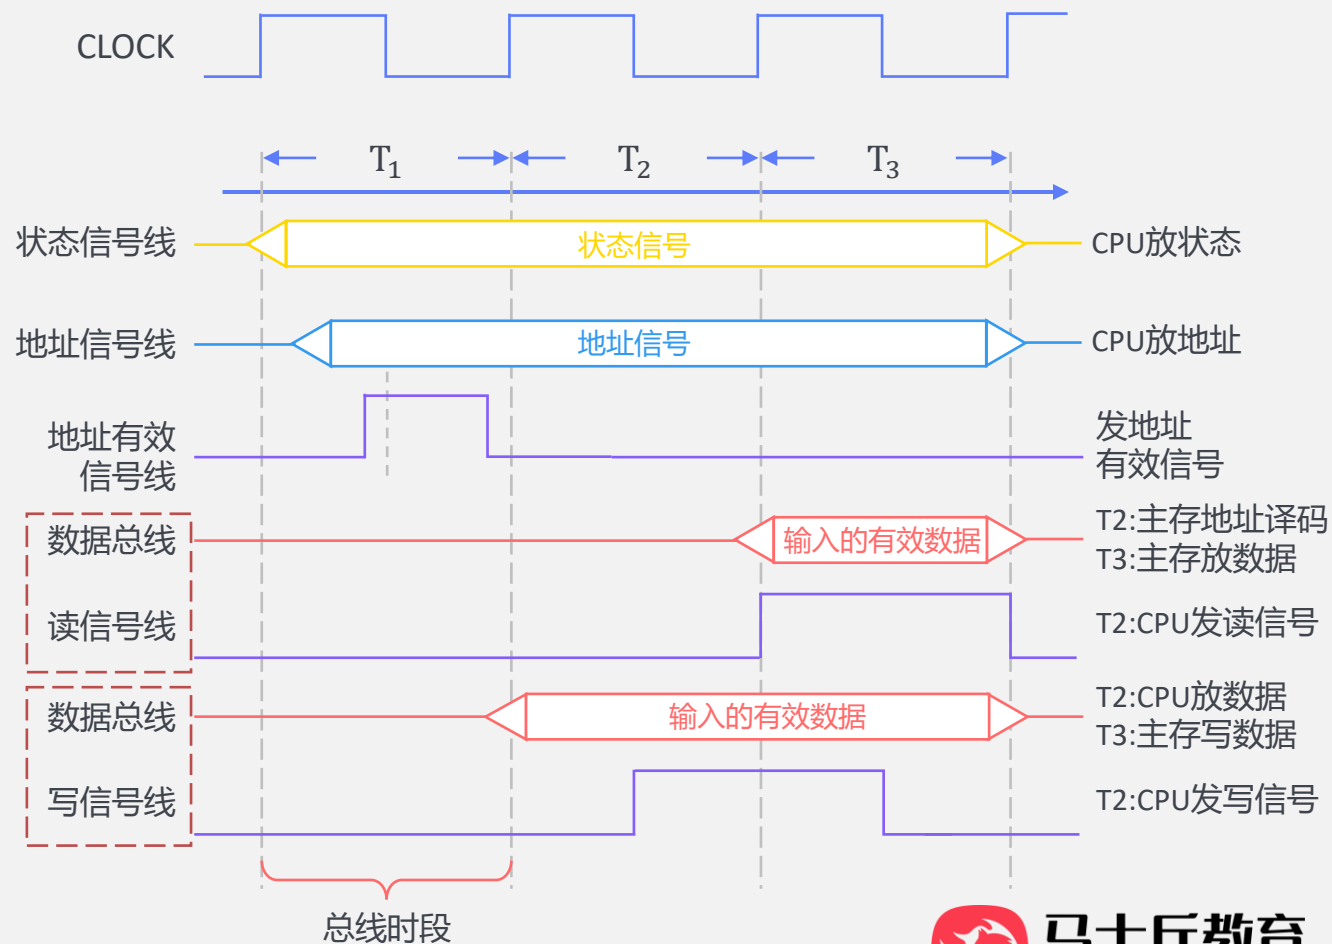 CLOCK
T₁
T₂
T₃
状态信号线
状态信号
CPU放状态
地址信号线
地址信号
CPU放地址
地址有效
信号线
发地址
有效信号
数据总线
输入的有效数据
T2:主存地址译码
T3:主存放数据
读信号线
T2:CPU发读信号
数据总线
输入的有效数据
T2:CPU放数据
T3:主存写数据
写信号线
T2:CPU发写信号
总线时段
马士兵教育